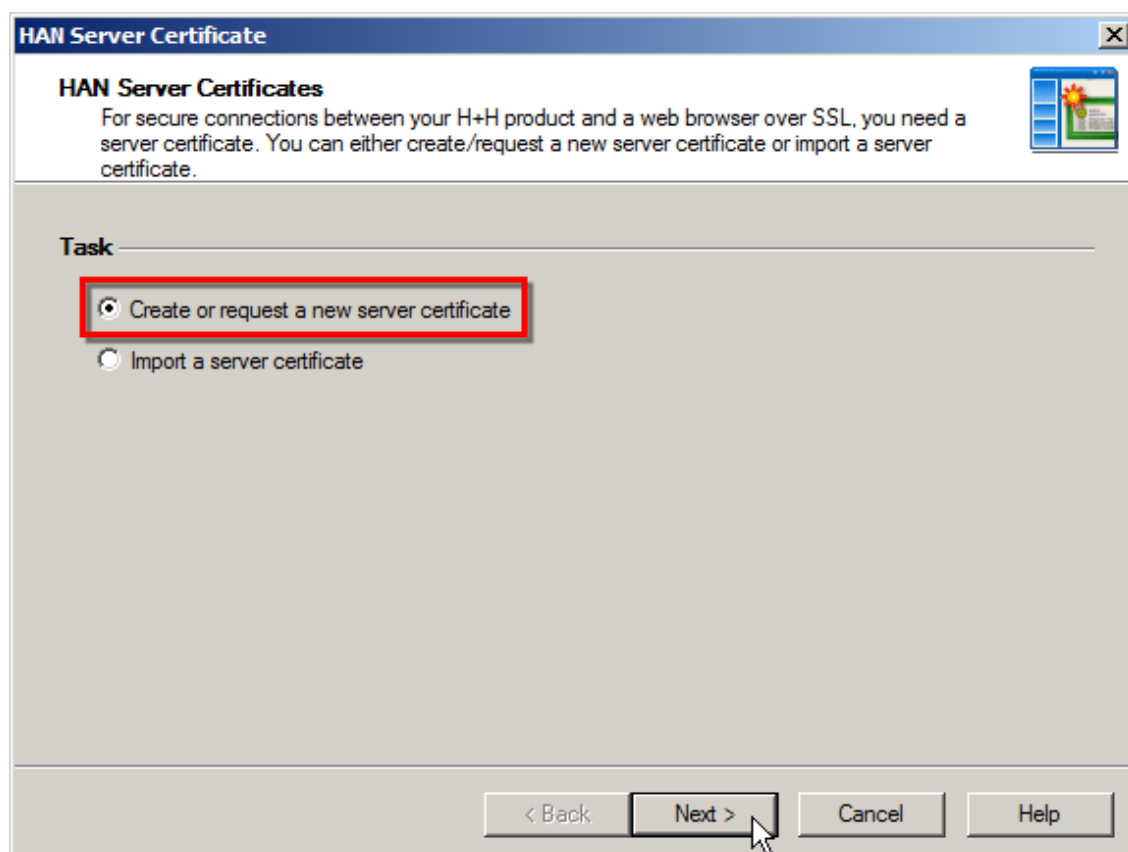 HAN Server Certificate
HAN Server Certificates
For secure connections between your H+H product and a web browser over SSL, you need a
server certificate. You can either create/request a new server certificate or import a server
certificate.
Task
Create or request a new server certificate
Import a server certificate
< Back Next > Cancel Help